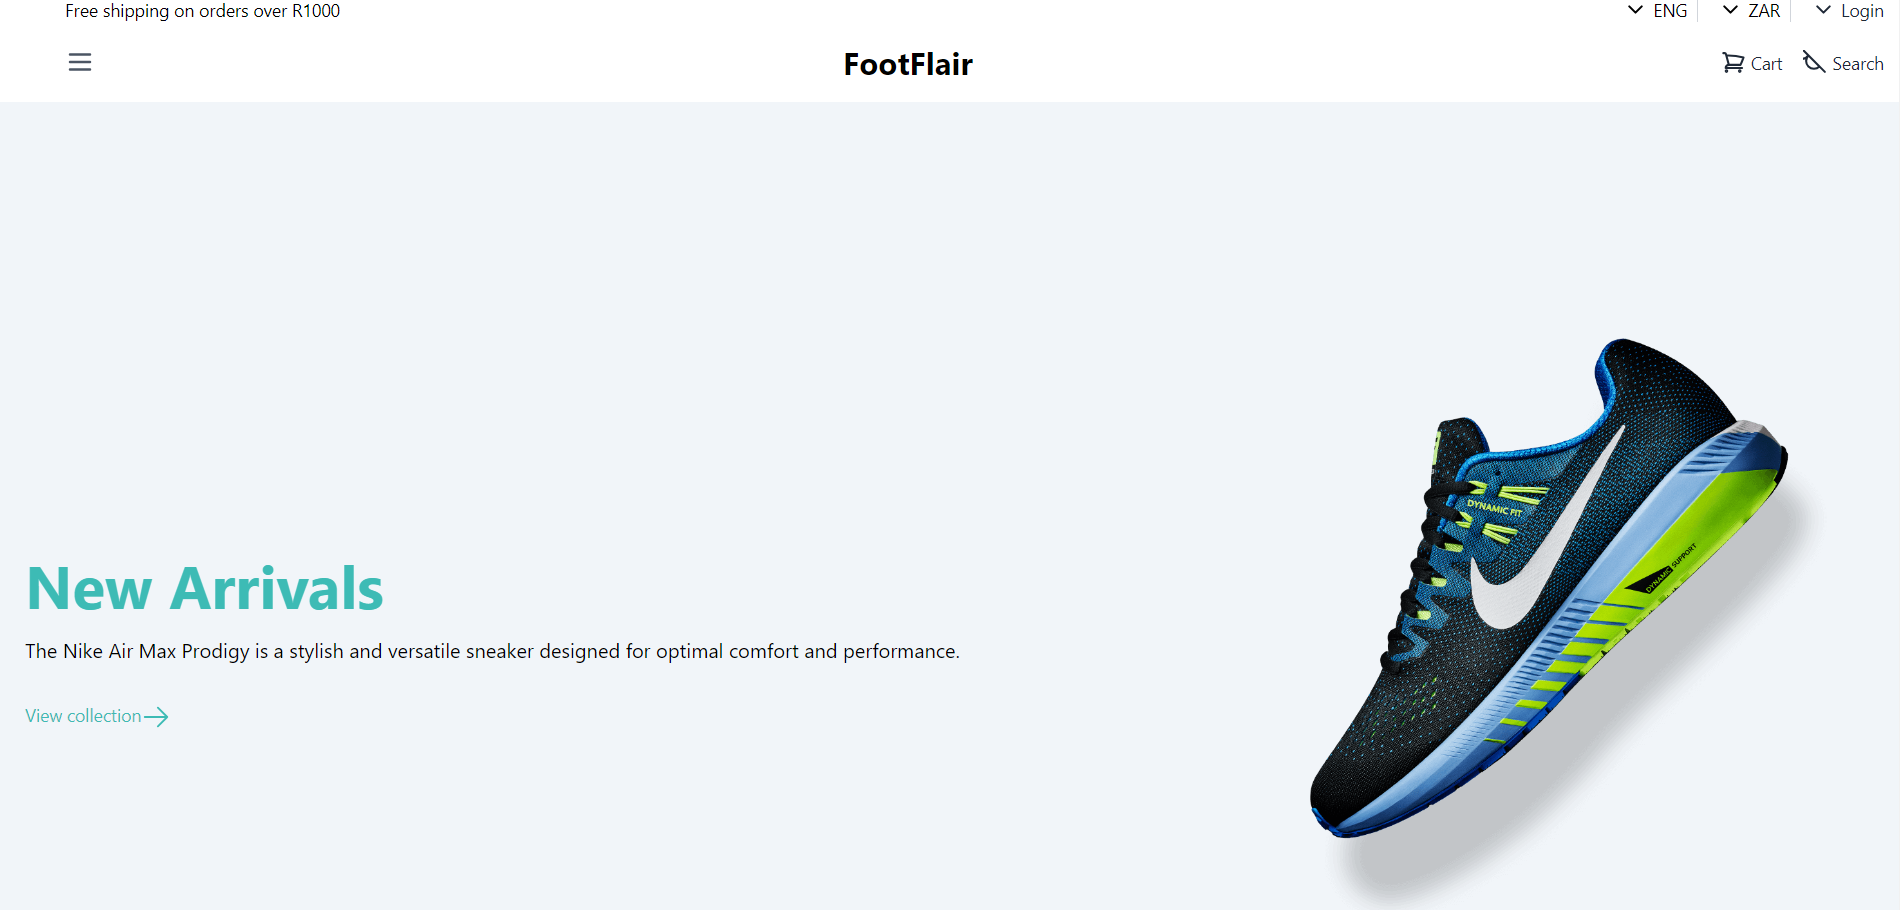 Free shipping on orders over R1000
ENG
ZAR
Login
FootFlair
Cart
Search
New Arrivals
The Nike Air Max Prodigy is a stylish and versatile sneaker designed for optimal comfort and performance.
View collection
DYNAMIC FIT
DYNAMIC SUPPORT